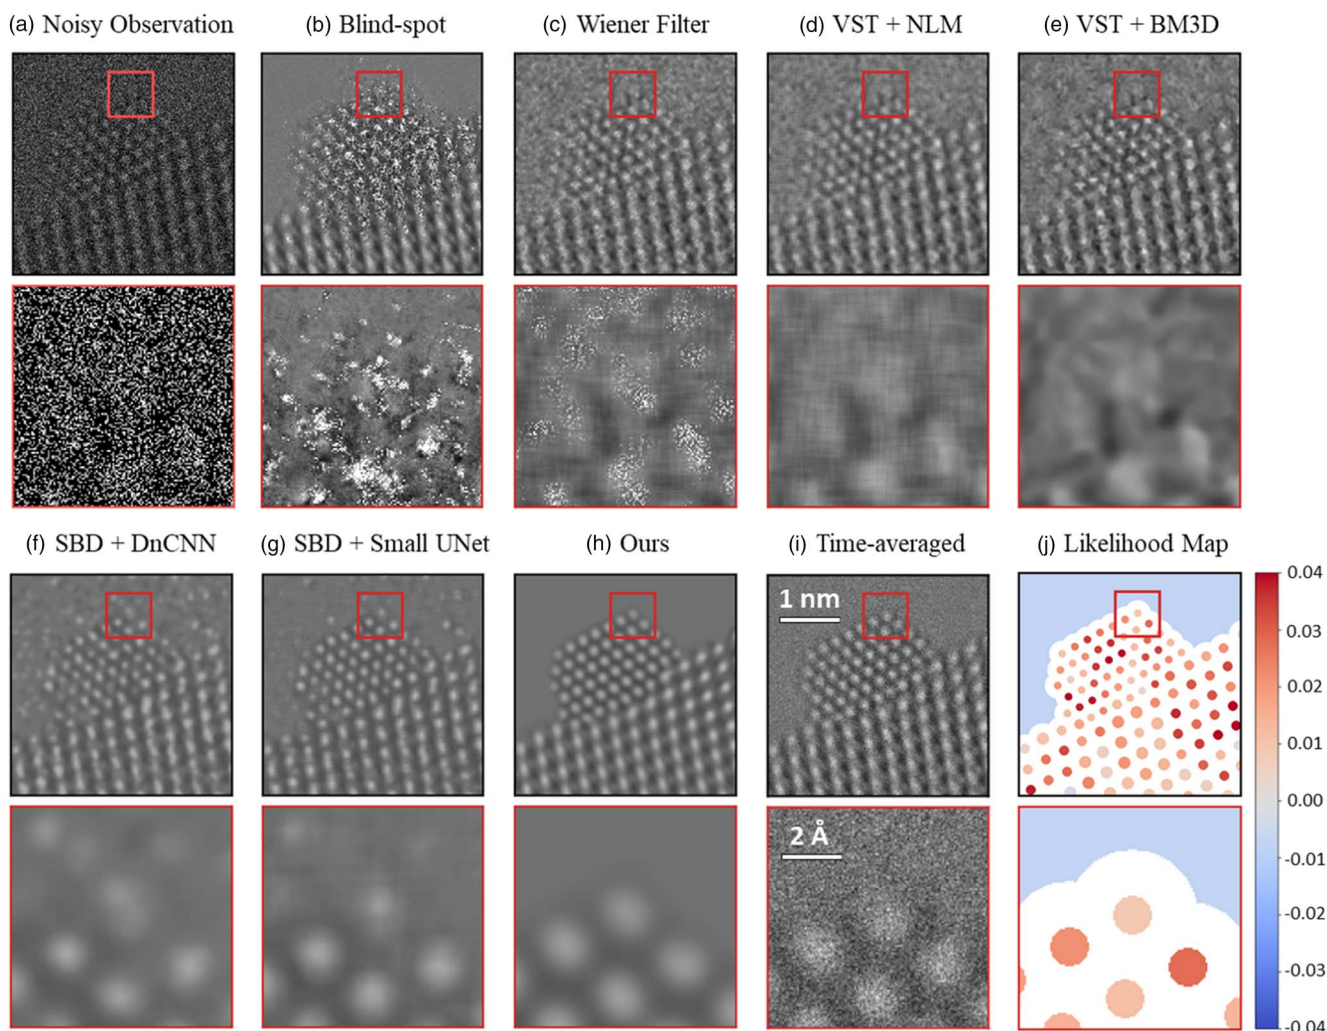 (a) Noisy Observation
(b) Blind-spot
(c) Wiener Filter
(d) VST + NLM
(e) VST + BM3D
(f) SBD + DnCNN
(g) SBD + Small UNet
(h) Ours
(i) Time-averaged
(j) Likelihood Map
1 nm
2 Å
0.04
0.03
0.02
0.01
0.00
-0.01
-0.02
-0.03
-0.04